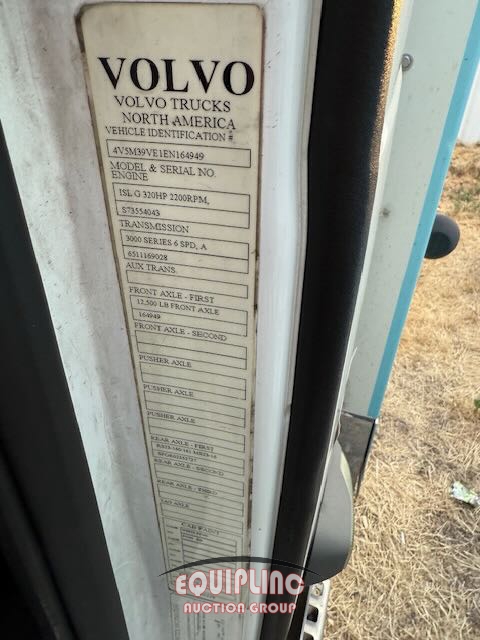 VOLVO
VOLVO TRUCKS
NORTH AMERICA
VEHICLE IDENTIFICATION #
4V5M39VE1EN164949
MODEL & SERIAL NO.
ENGINE
ISL G 320HP 2200RPM,
S73554043
TRANSMISSION
3000 SERIES 6 SPD, A
6511169028
AUX TRANS.
FRONT AXLE - FIRST
12,500 LB FRONT AXLE
164949
FRONT AXLE - SECOND
PUSHER AXLE
PUSHER AXLE
PUSHER AXLE
REAR AXLE - FIRST
REAR AXLE - SECOND
REAR AXLE - THIRD
TAG AXLE
CAB PAINT
EQUIPLINC
AUCTION GROUP